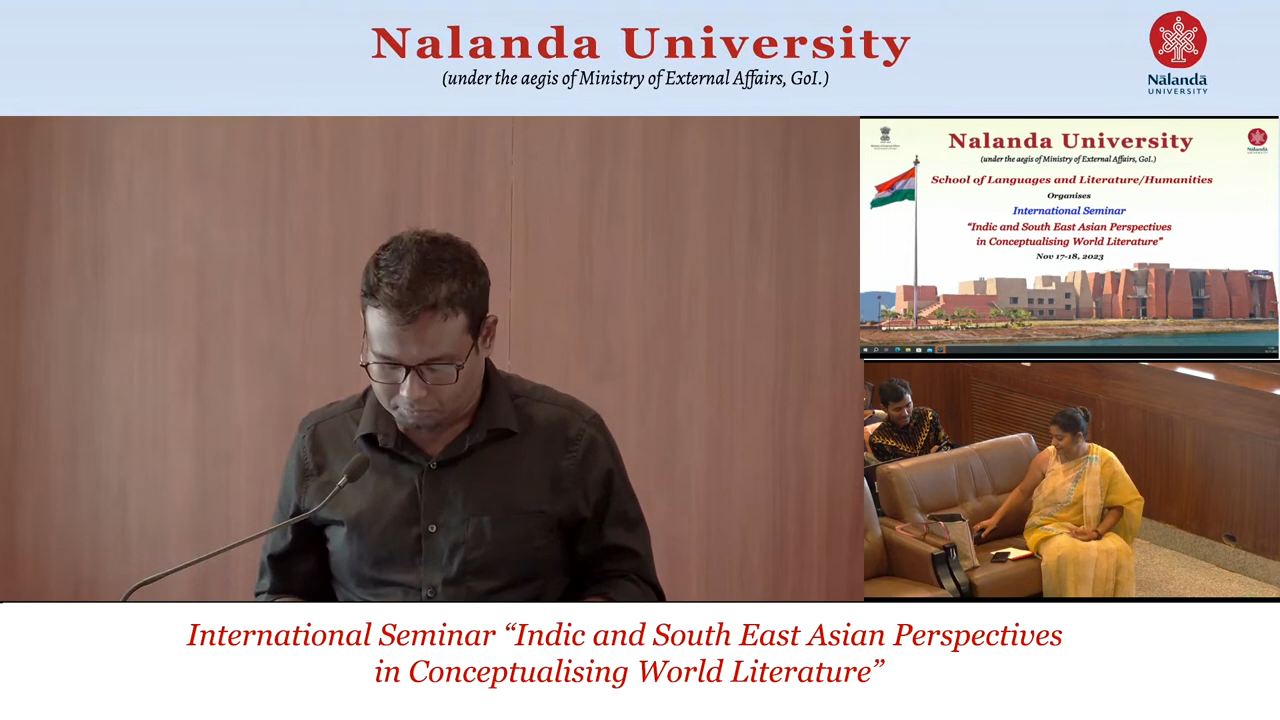 Nalanda University
(under the aegis of Ministry of External Affairs, GoI.)
Nālandā
UNIVERSITY
Nalanda University
(under the aegis of Ministry of External Affairs, GoI.)
School of Languages and Literature/Humanities
Organises
International Seminar
“Indic and South East Asian Perspectives
in Conceptualising World Literature”
Nov 17-18, 2023
Nālandā
International Seminar “Indic and South East Asian Perspectives
in Conceptualising World Literature”